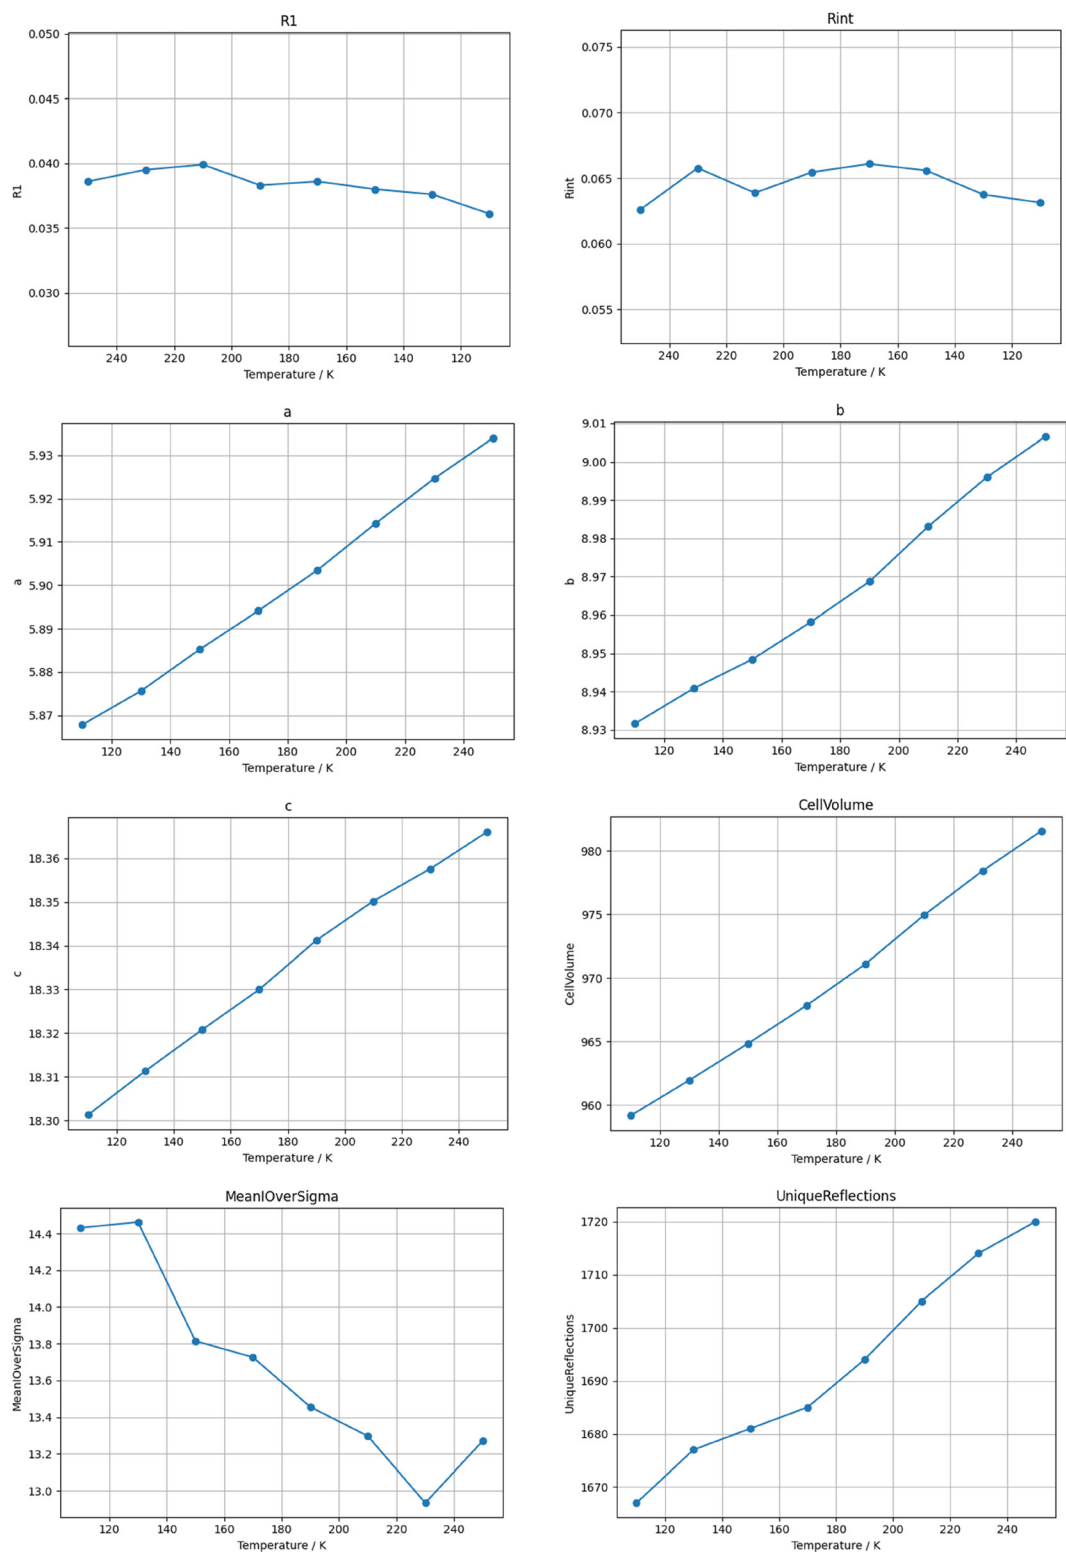 R1
0.050
0.045
0.040
0.035
0.030
R1
240 220 200 180 160 140 120
Temperature / K
Rint
0.075
0.070
0.065
0.060
0.055
Rint
240 220 200 180 160 140 120
Temperature / K
a
5.93
5.92
5.91
5.90
5.89
5.88
5.87
a
120 140 160 180 200 220 240
Temperature / K
b
9.01
9.00
8.99
8.98
8.97
8.96
8.95
8.94
8.93
b
120 140 160 180 200 220 240
Temperature / K
c
18.36
18.35
18.34
18.33
18.32
18.31
18.30
c
120 140 160 180 200 220 240
Temperature / K
CellVolume
980
975
970
965
960
CellVolume
120 140 160 180 200 220 240
Temperature / K
MeanIOverSigma
14.4
14.2
14.0
13.8
13.6
13.4
13.2
13.0
MeanIOverSigma
120 140 160 180 200 220 240
Temperature / K
UniqueReflections
1720
1710
1700
1690
1680
1670
UniqueReflections
120 140 160 180 200 220 240
Temperature / K